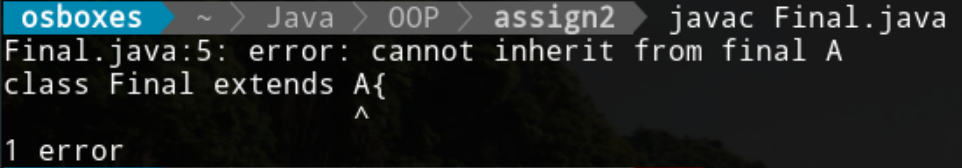 osboxes ~ Java OOP assign2 javac Final.java
Final.java:5: error: cannot inherit from final A
class Final extends A{
^
1 error